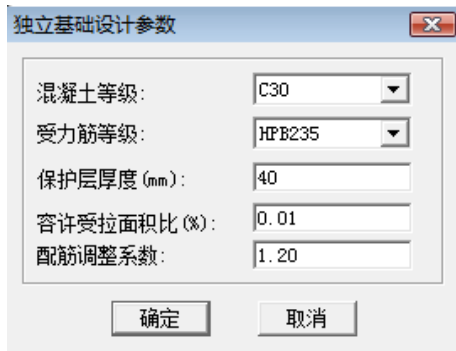 独立基础设计参数
混凝土等级: C30
受力筋等级: HPB235
保护层厚度(mm): 40
容许受拉面积比(%): 0.01
配筋调整系数: 1.20
确定 取消